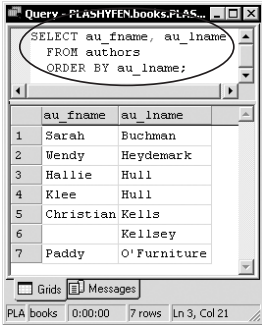 Query - PLASHYFEN.books.PLAS...
SELECT au_fname, au_lname
FROM authors
ORDER BY au_lname;
au_fname au_lname
1 Sarah Buchman
2 Wendy Heydemark
3 Hallie Hull
4 Klee Hull
5 Christian Kells
6 Kellsey
7 Paddy O'Furniture
Grids Messages
PLA books 0:00:00 7 rows Ln 3, Col 21